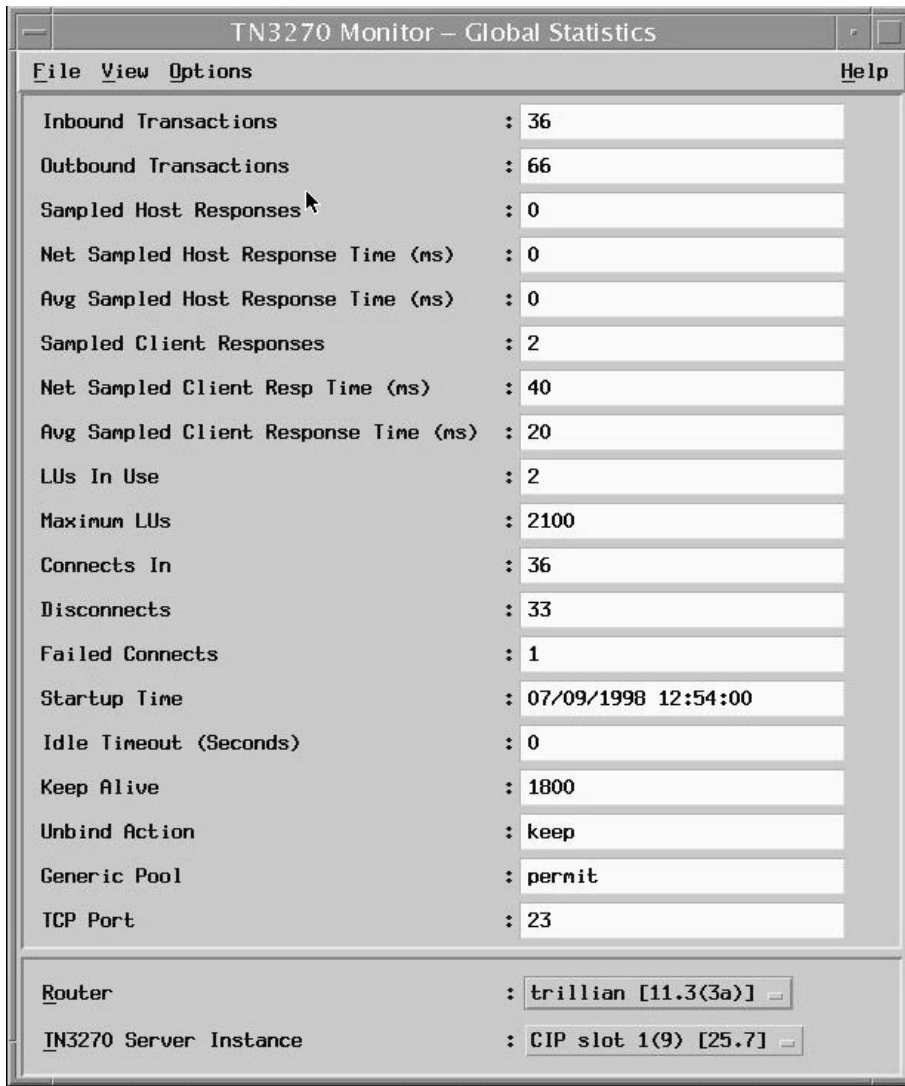 TN3270 Monitor – Global Statistics
File View Options Help
Inbound Transactions : 36
Outbound Transactions : 66
Sampled Host Responses : 0
Net Sampled Host Response Time (ms) : 0
Avg Sampled Host Response Time (ms) : 0
Sampled Client Responses : 2
Net Sampled Client Resp Time (ms) : 40
Avg Sampled Client Response Time (ms) : 20
LUs In Use : 2
Maximum LUs : 2100
Connects In : 36
Disconnects : 33
Failed Connects : 1
Startup Time : 07/09/1998 12:54:00
Idle Timeout (Seconds) : 0
Keep Alive : 1800
Unbind Action : keep
Generic Pool : permit
TCP Port : 23
Router : trillian [11.3(3a)]
TN3270 Server Instance : CIP slot 1(9) [25.7]